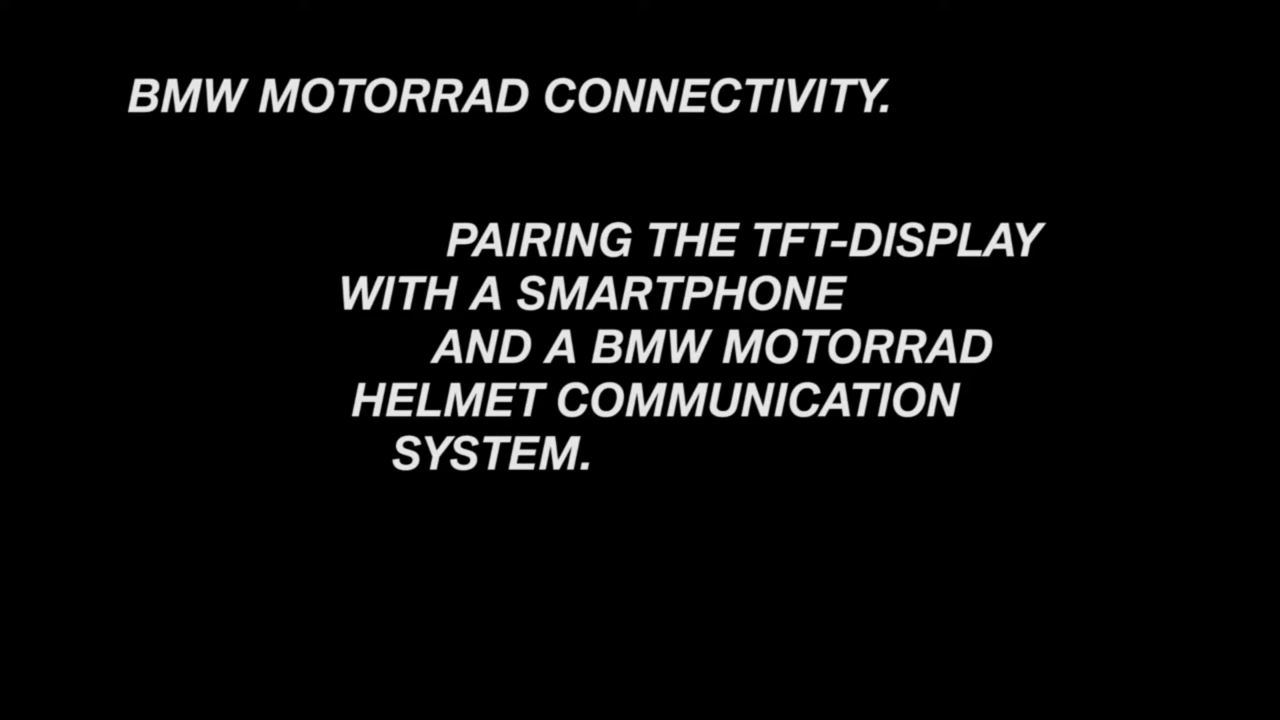 BMW MOTORRAD CONNECTIVITY.
PAIRING THE TFT-DISPLAY
WITH A SMARTPHONE
AND A BMW MOTORRAD
HELMET COMMUNICATION
SYSTEM.